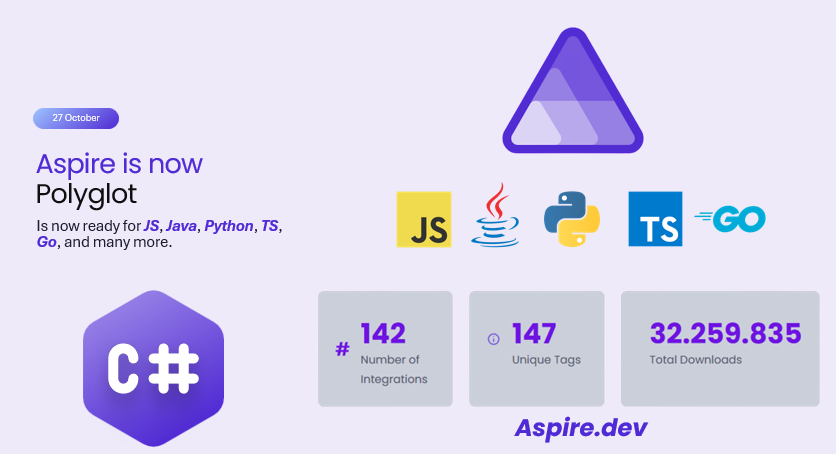 27 October
Aspire is now
Polyglot
Is now ready for JS, Java, Python, TS,
Go, and many more.
JS
TS
GO
C#
#
142
Number of
Integrations
147
Unique Tags
32.259.835
Total Downloads
Aspire.dev